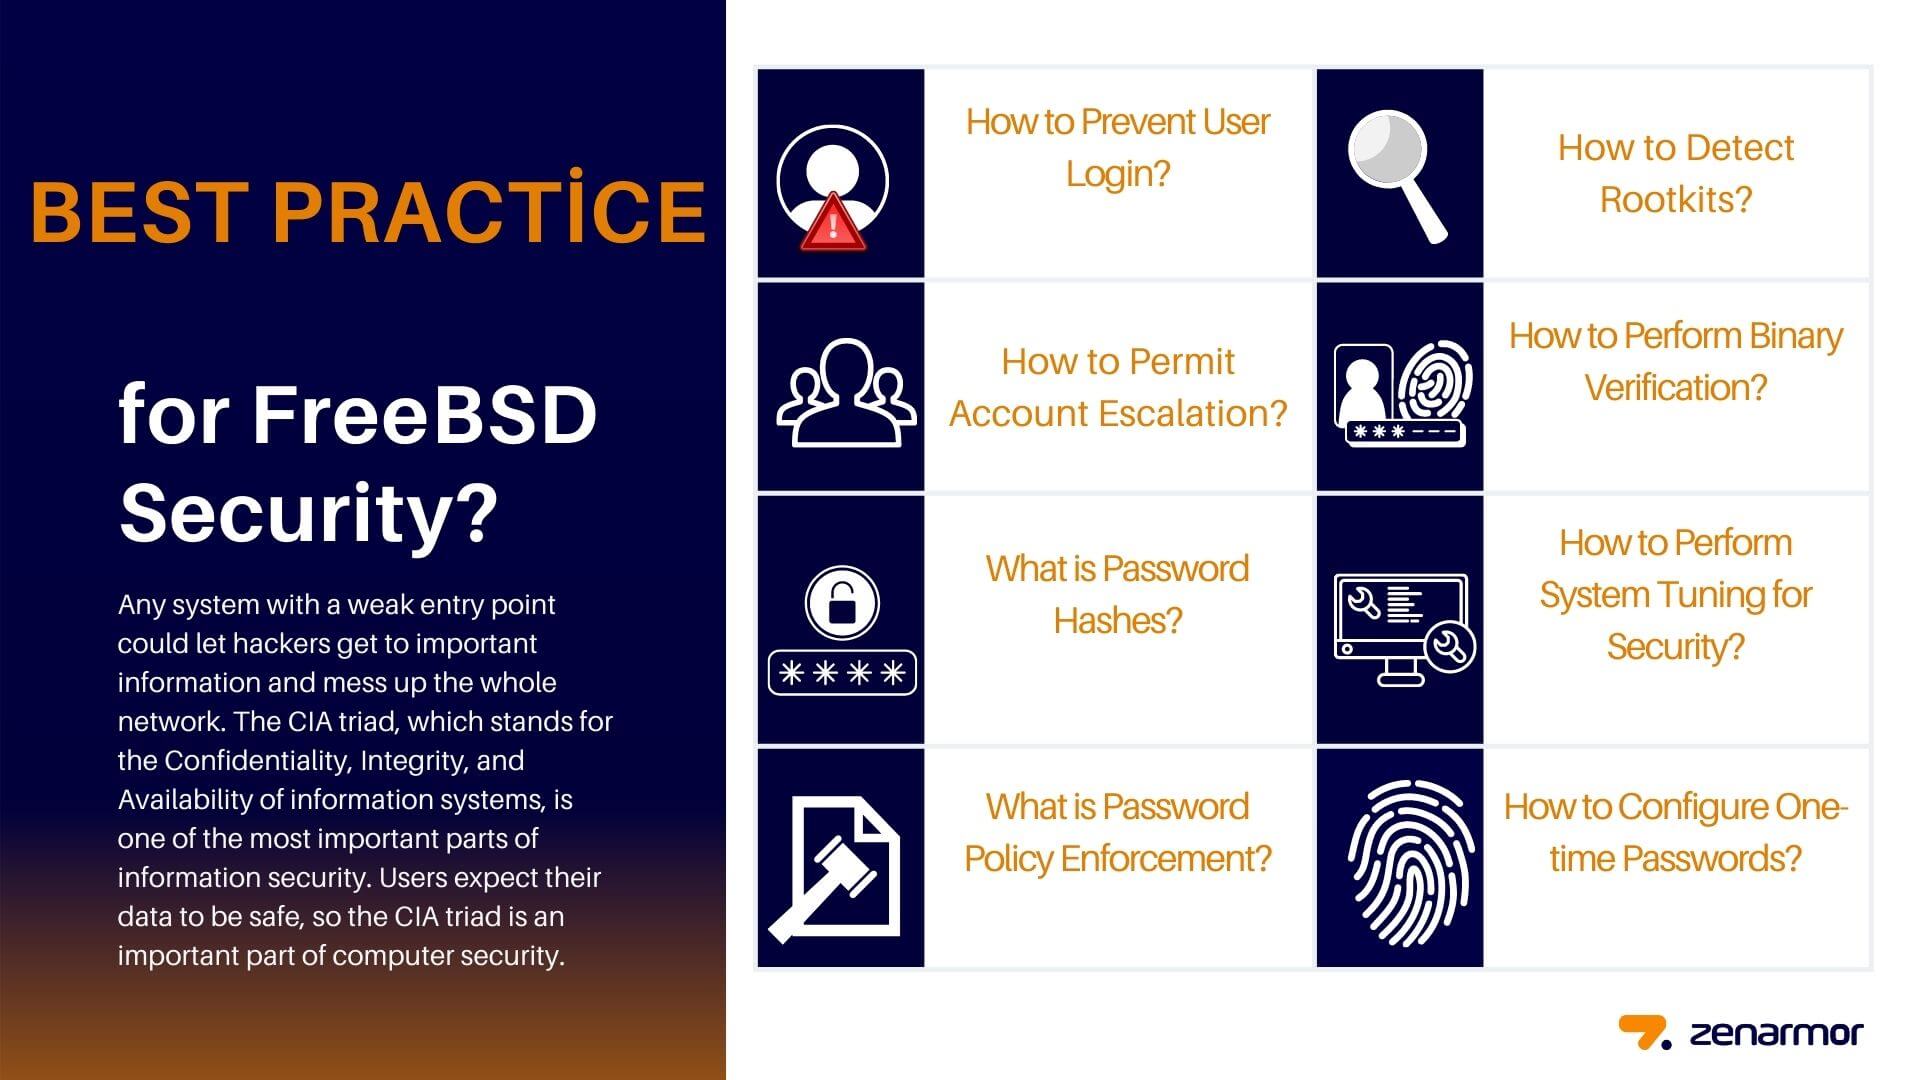 BEST PRACTİCE
for FreeBSD
Security?
Any system with a weak entry point
could let hackers get to important
information and mess up the whole
network. The CIA triad, which stands for
the Confidentiality, Integrity, and
Availability of information systems, is
one of the most important parts of
information security. Users expect their
data to be safe, so the CIA triad is an
important part of computer security.
How to Prevent User
Login?
How to Detect
Rootkits?
How to Permit
Account Escalation?
How to Perform Binary
Verification?
What is Password
Hashes?
How to Perform
System Tuning for
Security?
What is Password
Policy Enforcement?
How to Configure One-
time Passwords?
zenarmor